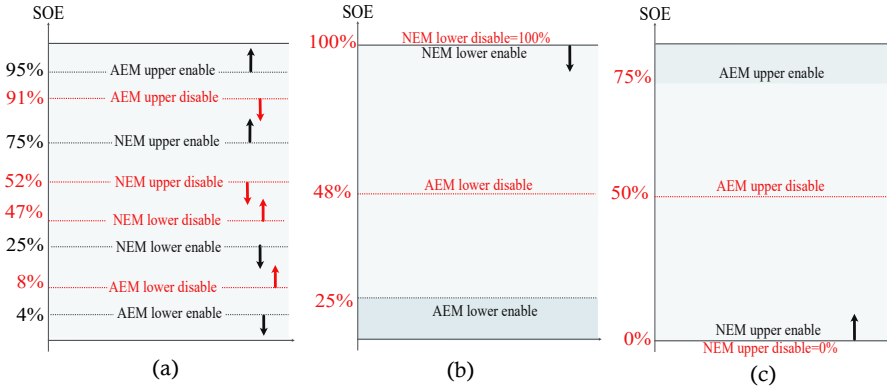 SOE
95%
AEM upper enable
91%
AEM upper disable
75%
NEM upper enable
52%
NEM upper disable
47%
NEM lower disable
25%
NEM lower enable
8%
AEM lower disable
4%
AEM lower enable
(a)
SOE
NEM lower disable=100%
100%
NEM lower enable
48%
AEM lower disable
25%
AEM lower enable
(b)
SOE
75%
AEM upper enable
50%
AEM upper disable
NEM upper enable
0%
NEM upper disable=0%
(c)